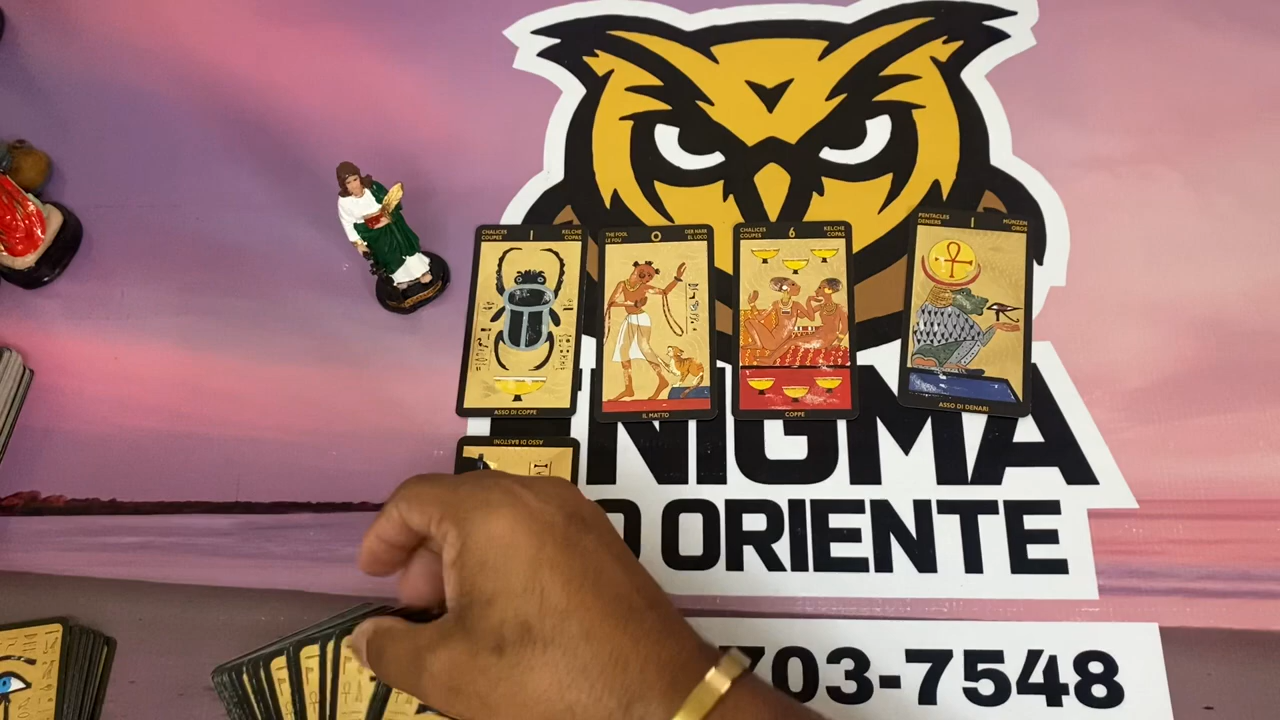 CHALICES I KELCHE
COUPES COPAS
ASSO DI COPPE
THE FOOL 0 DER NARR
LE FOU EL LOCO
IL MATTO
CHALICES 6 KELCHE
COUPES COPAS
COPPE
PENTACLES I MÜNZEN
DENIERS OROS
ASSO DI DENARI
ASSO DI BASTONI
NIGMA
O ORIENTE
703-7548